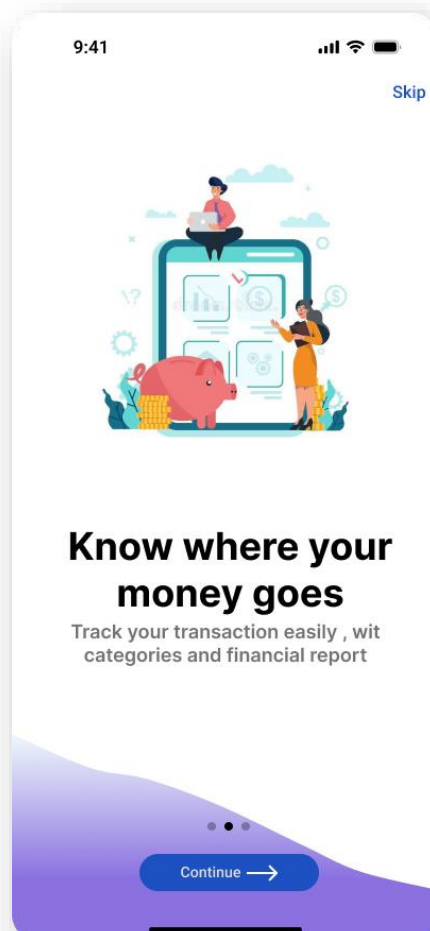 9:41
Skip
Know where your
money goes
Track your transaction easily , wit
categories and financial report
Continue